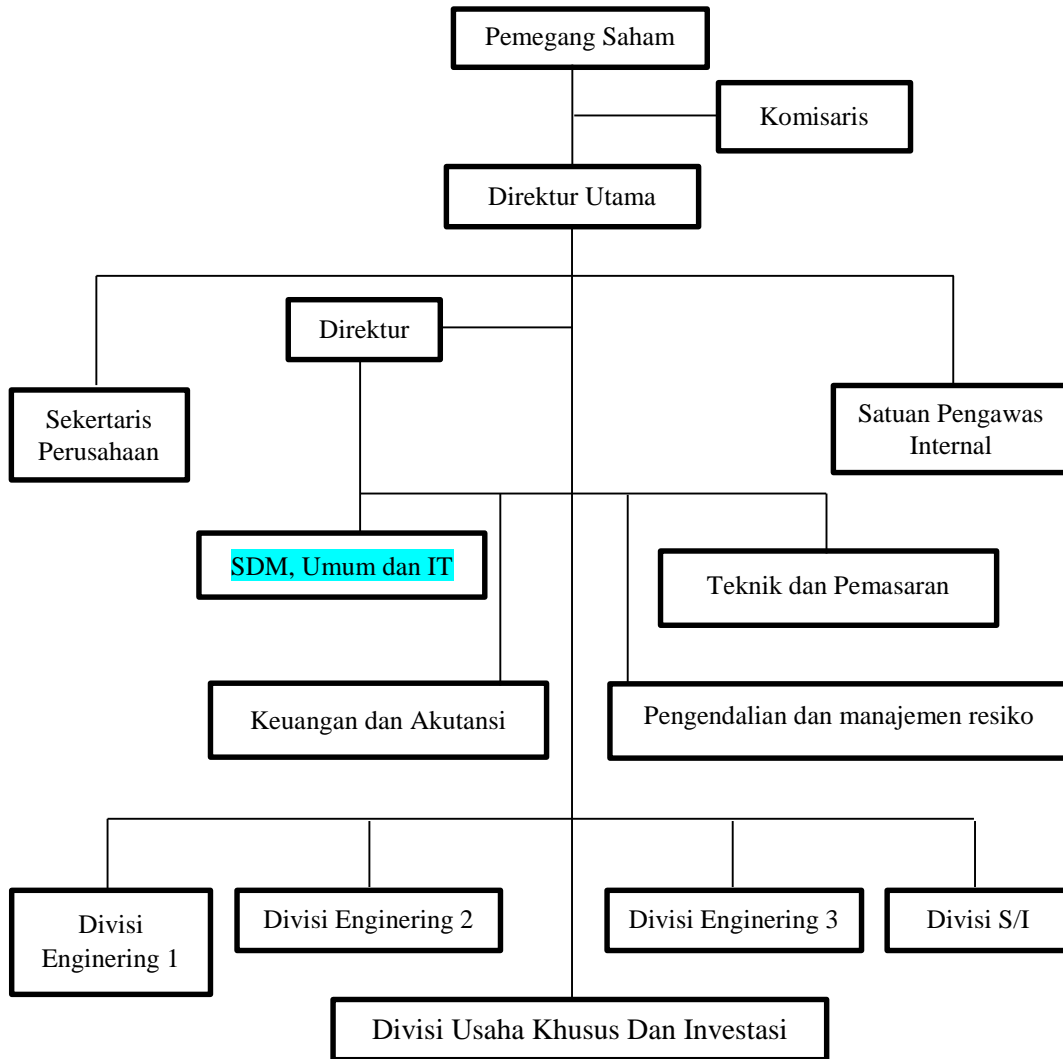 Pemegang Saham
Komisaris
Direktur Utama
Direktur
Sekertaris
Perusahaan
Satuan Pengawas
Internal
SDM, Umum dan IT
Teknik dan Pemasaran
Keuangan dan Akutansi
Pengendalian dan manajemen resiko
Divisi
Enginering 1
Divisi Enginering 2
Divisi Enginering 3
Divisi S/I
Divisi Usaha Khusus Dan Investasi